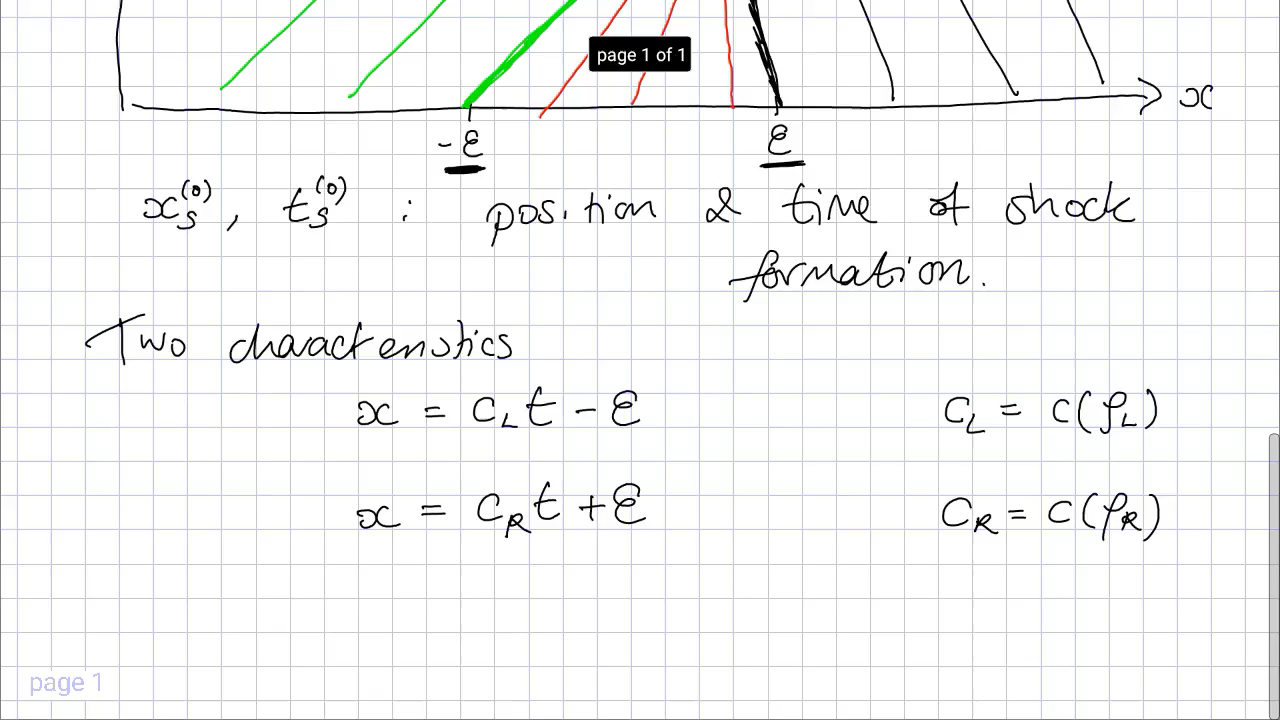 page 1 of 1
x
-ε ε
x_S^(0), t_S^(0) : position & time of shock
formation.
Two characteristics
x = C_L t - ε C_L = C(ρ_L)
x = C_R t + ε C_R = C(ρ_R)
page 1